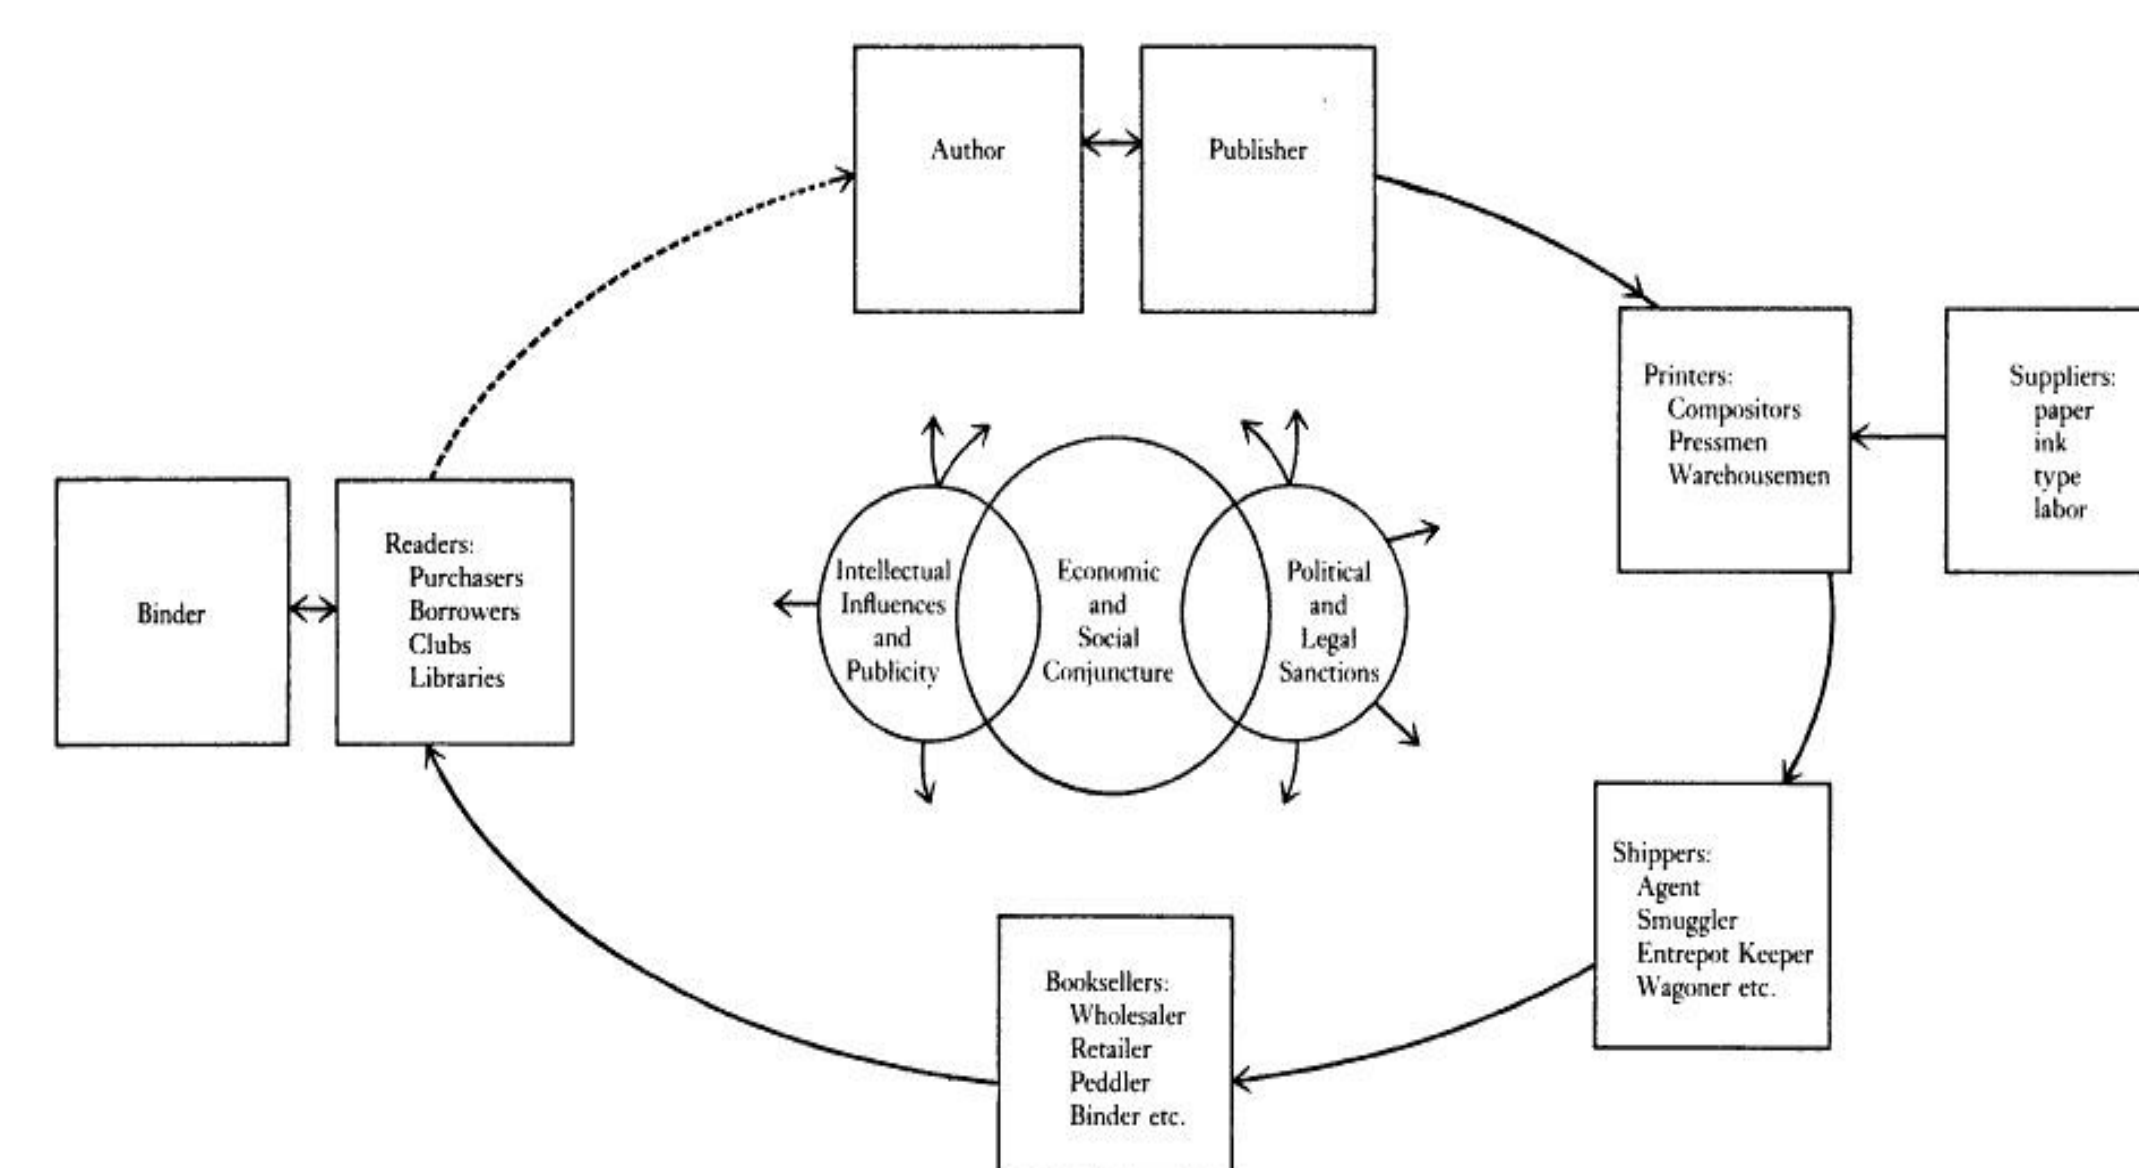 Author
Publisher
Printers:
Compositors
Pressmen
Warehousemen
Suppliers:
paper
ink
type
labor
Binder
Readers:
Purchasers
Borrowers
Clubs
Libraries
Intellectual
Influences
and
Publicity
Economic
and
Social
Conjuncture
Political
and
Legal
Sanctions
Shippers:
Agent
Smuggler
Entrepot Keeper
Wagoner etc.
Booksellers:
Wholesaler
Retailer
Peddler
Binder etc.